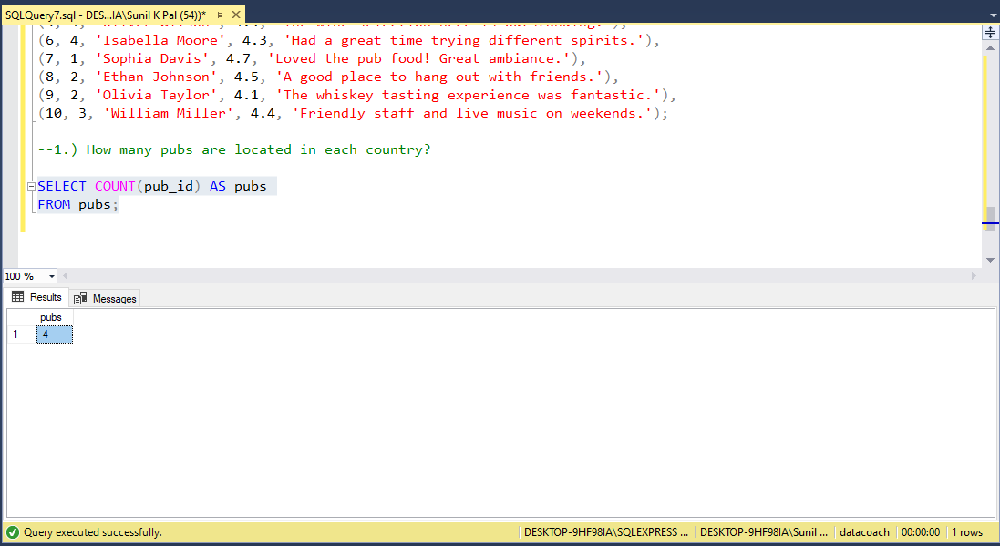 SQLQuery7.sql - DES...IA\Sunil K Pal (54))*
(6, 4, 'Isabella Moore', 4.3, 'Had a great time trying different spirits.'),
(7, 1, 'Sophia Davis', 4.7, 'Loved the pub food! Great ambiance.'),
(8, 2, 'Ethan Johnson', 4.5, 'A good place to hang out with friends.'),
(9, 2, 'Olivia Taylor', 4.1, 'The whiskey tasting experience was fantastic.'),
(10, 3, 'William Miller', 4.4, 'Friendly staff and live music on weekends.');
--1.) How many pubs are located in each country?
SELECT COUNT(pub_id) AS pubs
FROM pubs;
100 %
Results Messages
pubs
1 4
Query executed successfully. DESKTOP-9HF98IA\SQLEXPRESS ... DESKTOP-9HF98IA\Sunil ... datacoach 00:00:00 1 rows